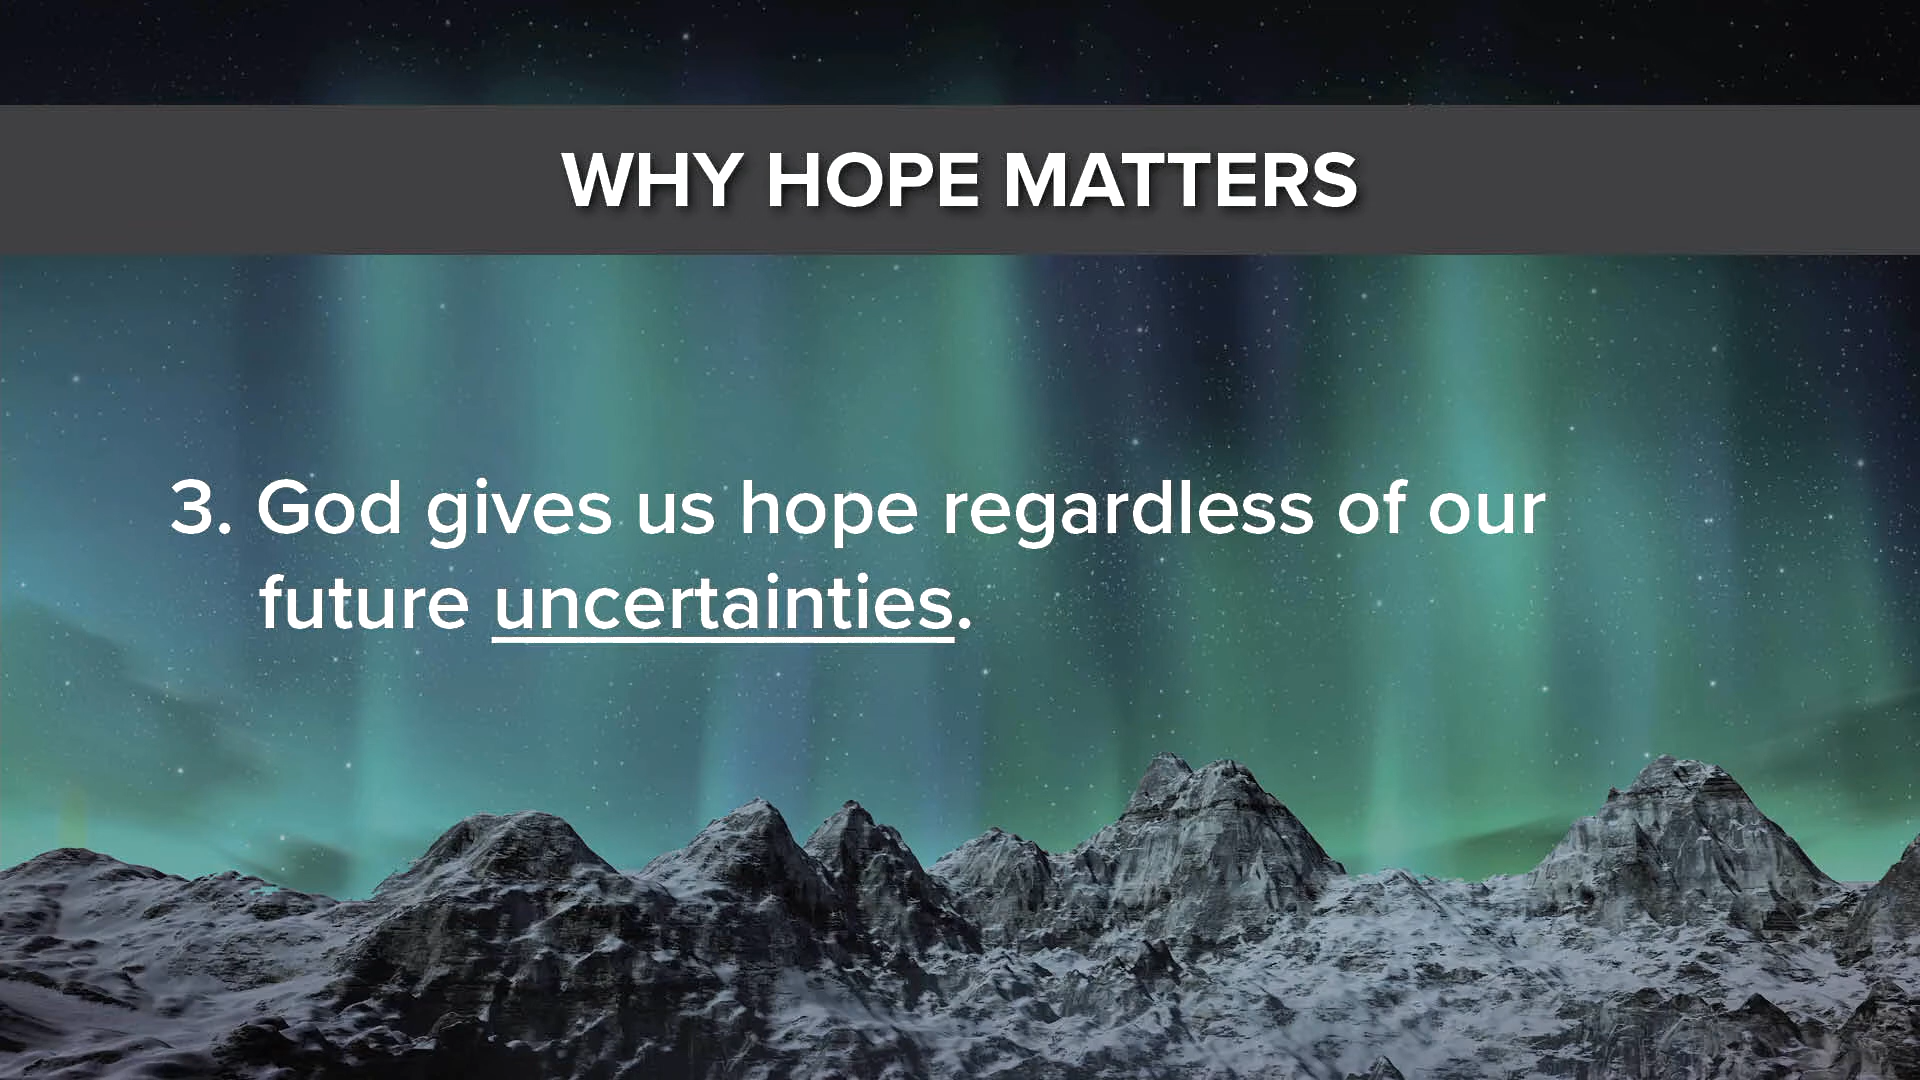 WHY HOPE MATTERS
3. God gives us hope regardless of our
future uncertainties.